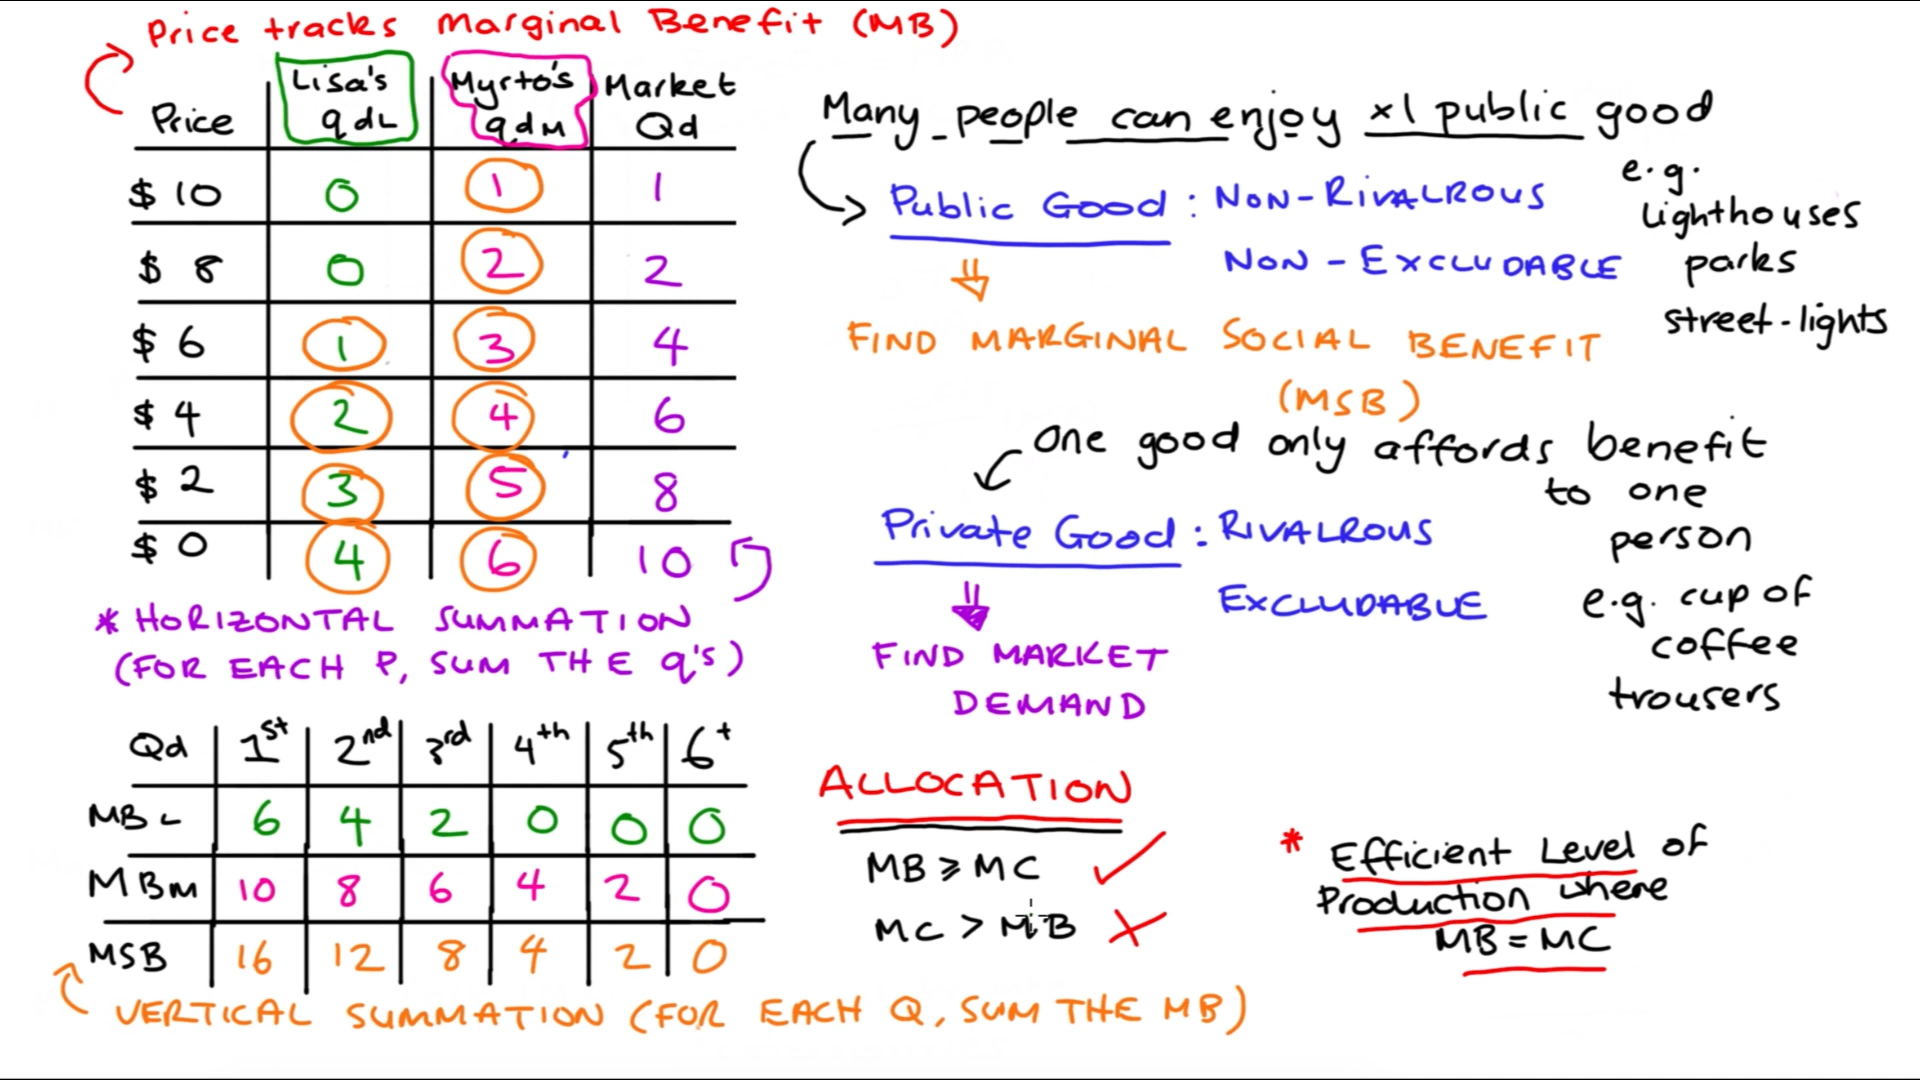 Price tracks Marginal Benefit (MB)
Price Lisa's qdL Myrto's qdM Market Qd
$10 0 1 1
$8 0 2 2
$6 1 3 4
$4 2 4 6
$2 3 5 8
$0 4 6 10
* HORIZONTAL SUMMATION
(FOR EACH P, SUM THE q's)
Qd 1st 2nd 3rd 4th 5th 6+
MBL 6 4 2 0 0 0
MBM 10 8 6 4 2 0
MSB 16 12 8 4 2 0
VERTICAL SUMMATION (FOR EACH Q, SUM THE MB)
Many people can enjoy x1 public good
e.g.
lighthouses
parks
street-lights
Public Good : NON-RIVALROUS
NON-EXCLUDABLE
FIND MARGINAL SOCIAL BENEFIT
(MSB)
One good only affords benefit
to one
person
e.g. cup of
coffee
trousers
Private Good : RIVALROUS
EXCLUDABLE
FIND MARKET
DEMAND
ALLOCATION
MB ⩾ MC ✓
MC > MB ✗
* Efficient Level of
Production where
MB = MC